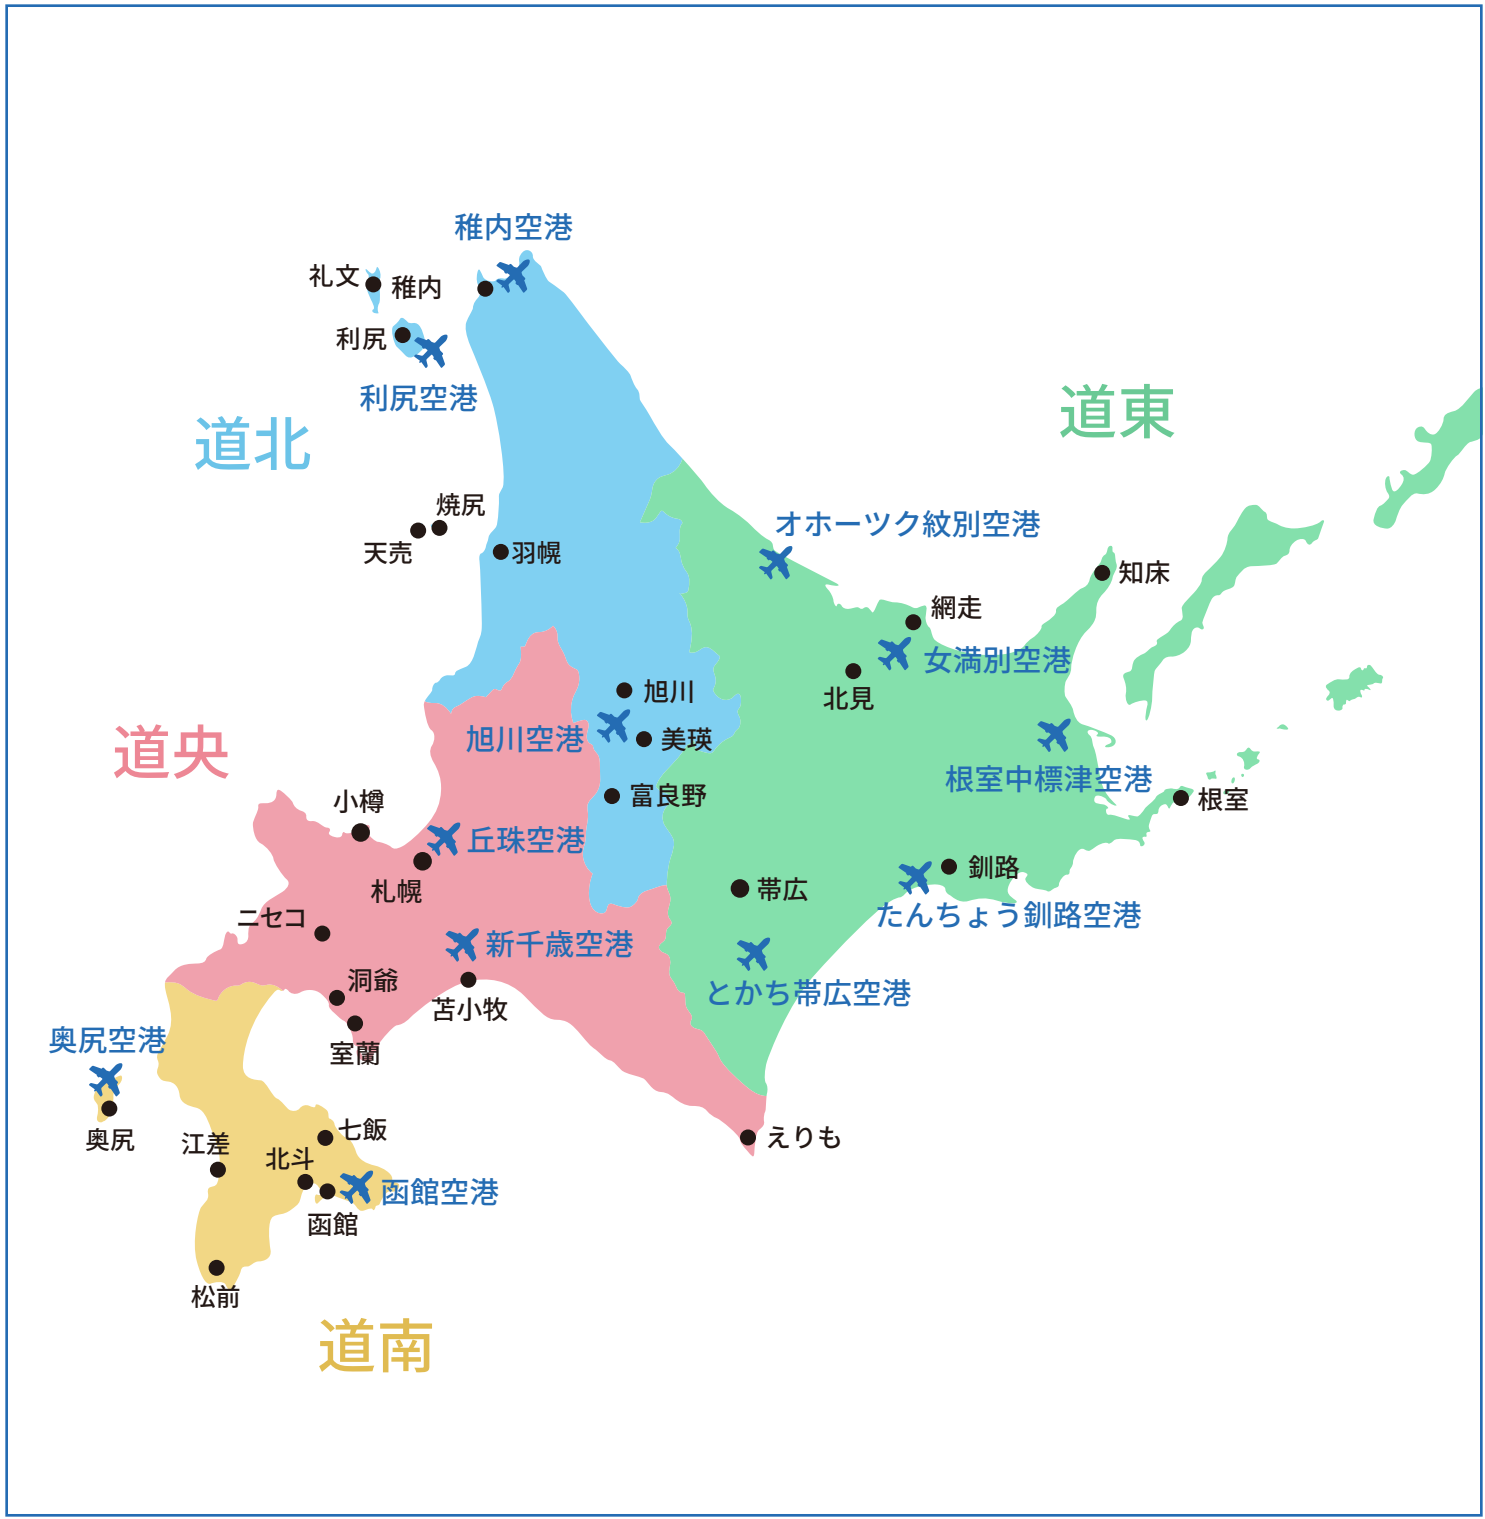 稚内空港
礼文
稚内
利尻
利尻空港
道北
道東
焼尻
天売
羽幌
オホーツク紋別空港
知床
網走
女満別空港
北見
旭川
旭川空港
美瑛
道央
根室中標津空港
富良野
根室
小樽
丘珠空港
札幌
釧路
帯広
たんちょう釧路空港
ニセコ
新千歳空港
洞爺
とかち帯広空港
苫小牧
奥尻空港
室蘭
奥尻
七飯
江差
北斗
えりも
函館空港
函館
松前
道南